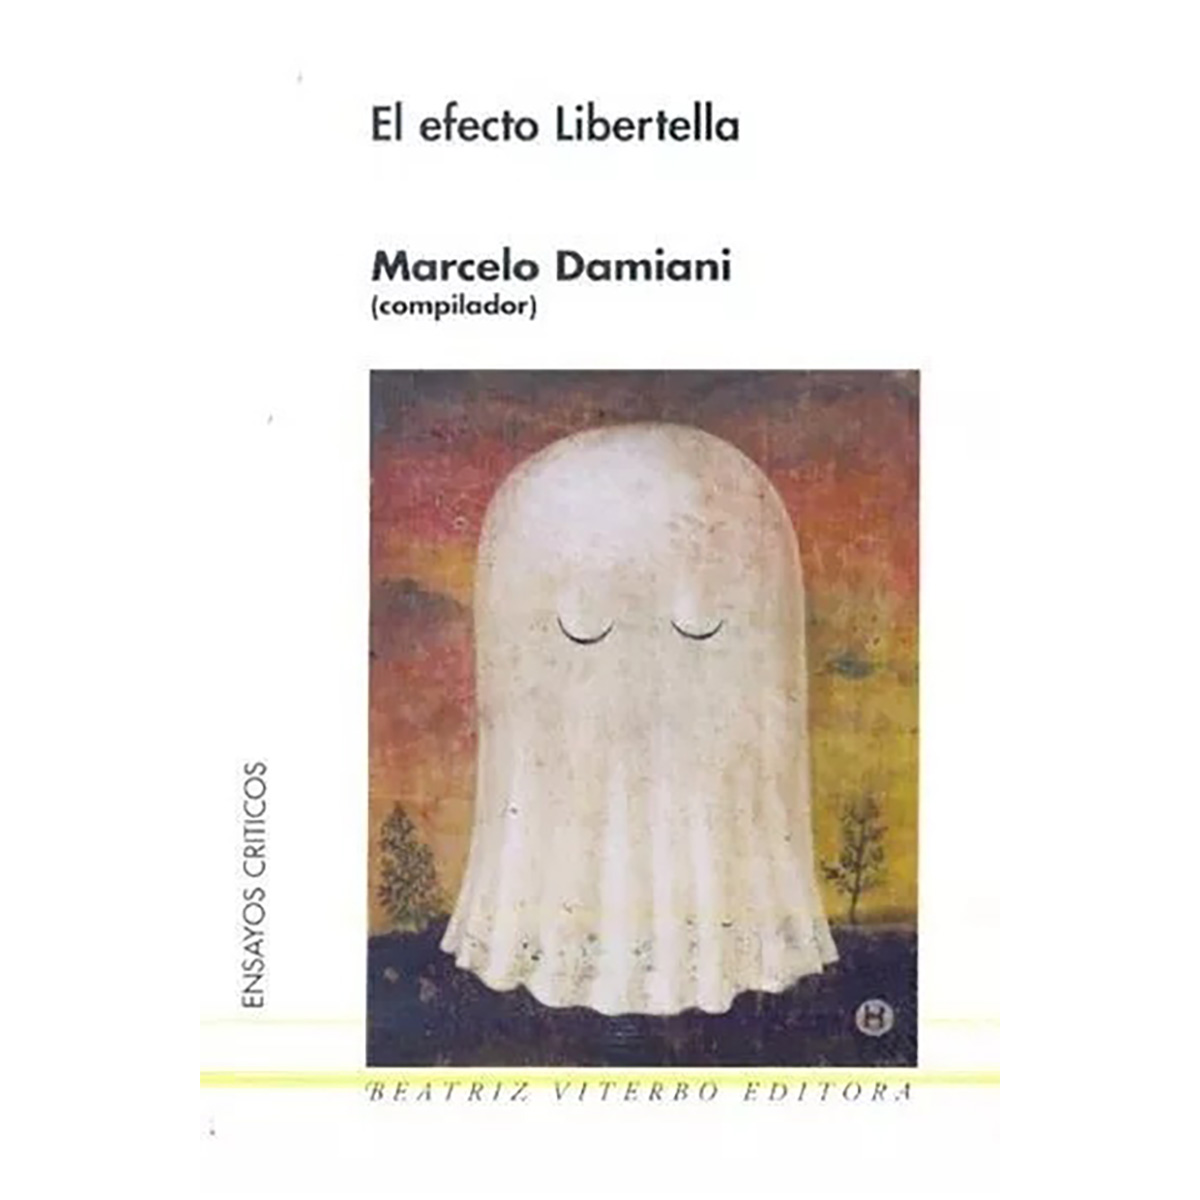 El efecto Libertella
Marcelo Damiani
(compilador)
ENSAYOS CRITICOS
BEATRIZ VITERBO EDITORA